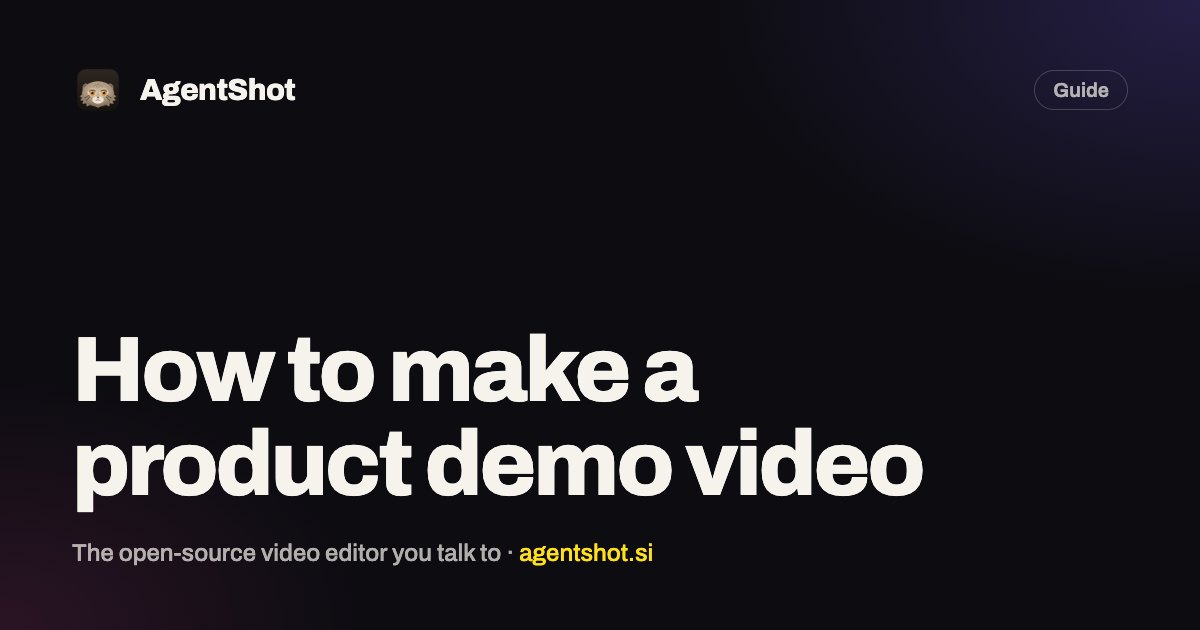 AgentShot
Guide
How to make a
product demo video
The open-source video editor you talk to · agentshot.si